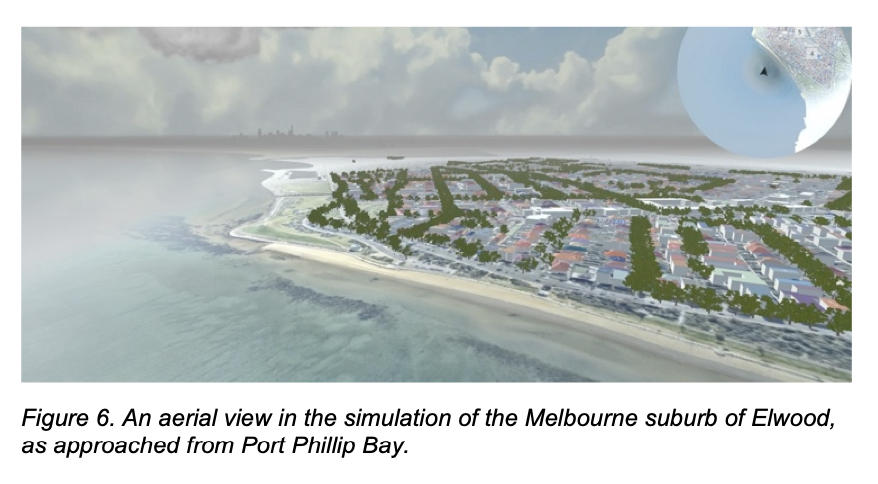 Figure 6. An aerial view in the simulation of the Melbourne suburb of Elwood,
as approached from Port Phillip Bay.